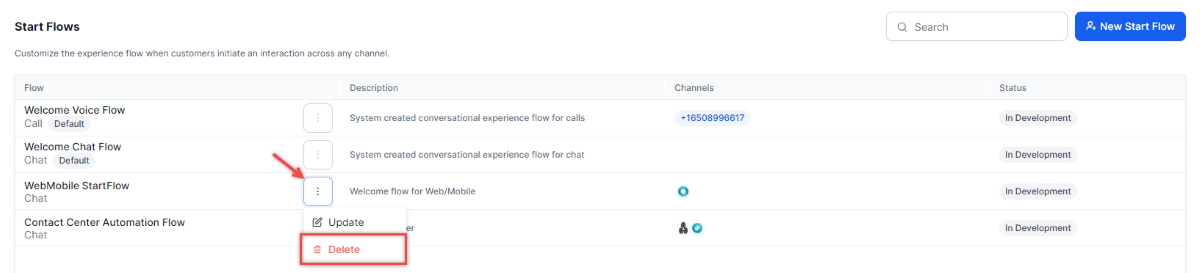 Start Flows
Search
New Start Flow
Customize the experience flow when customers initiate an interaction across any channel.
Flow Description Channels Status
Welcome Voice Flow
Call Default
System created conversational experience flow for calls
+16508996617
In Development
Welcome Chat Flow
Chat Default
System created conversational experience flow for chat
In Development
WebMobile StartFlow
Chat
Welcome flow for Web/Mobile
In Development
Contact Center Automation Flow
Chat
In Development
Update
Delete